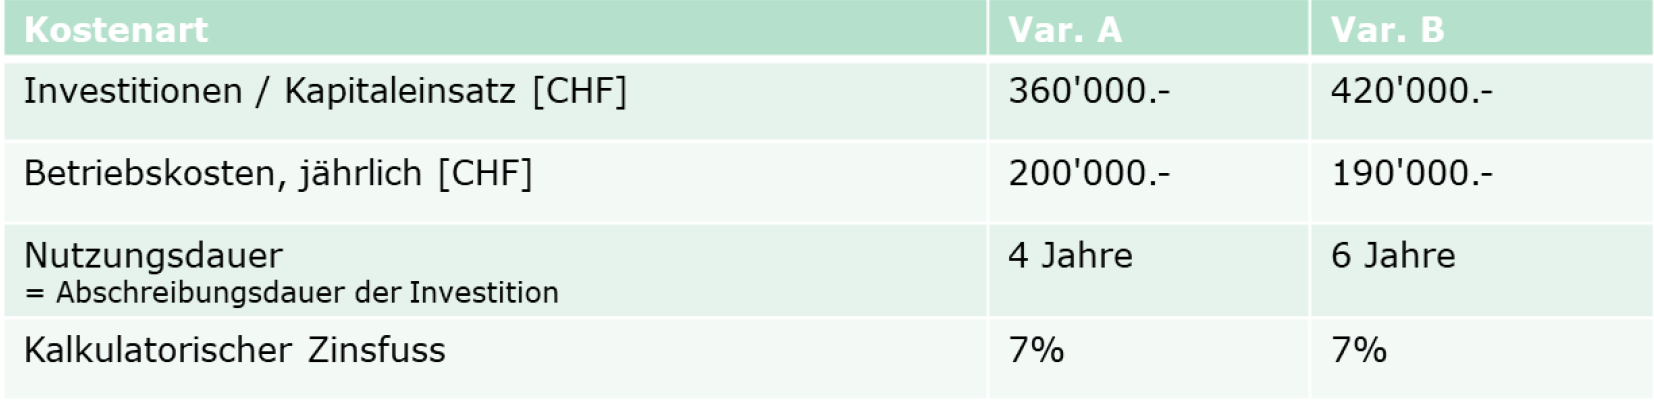 Kostenart Var. A Var. B
Investitionen / Kapitaleinsatz [CHF] 360'000.- 420'000.-
Betriebskosten, jährlich [CHF] 200'000.- 190'000.-
Nutzungsdauer 4 Jahre 6 Jahre
= Abschreibungsdauer der Investition
Kalkulatorischer Zinsfuss 7% 7%